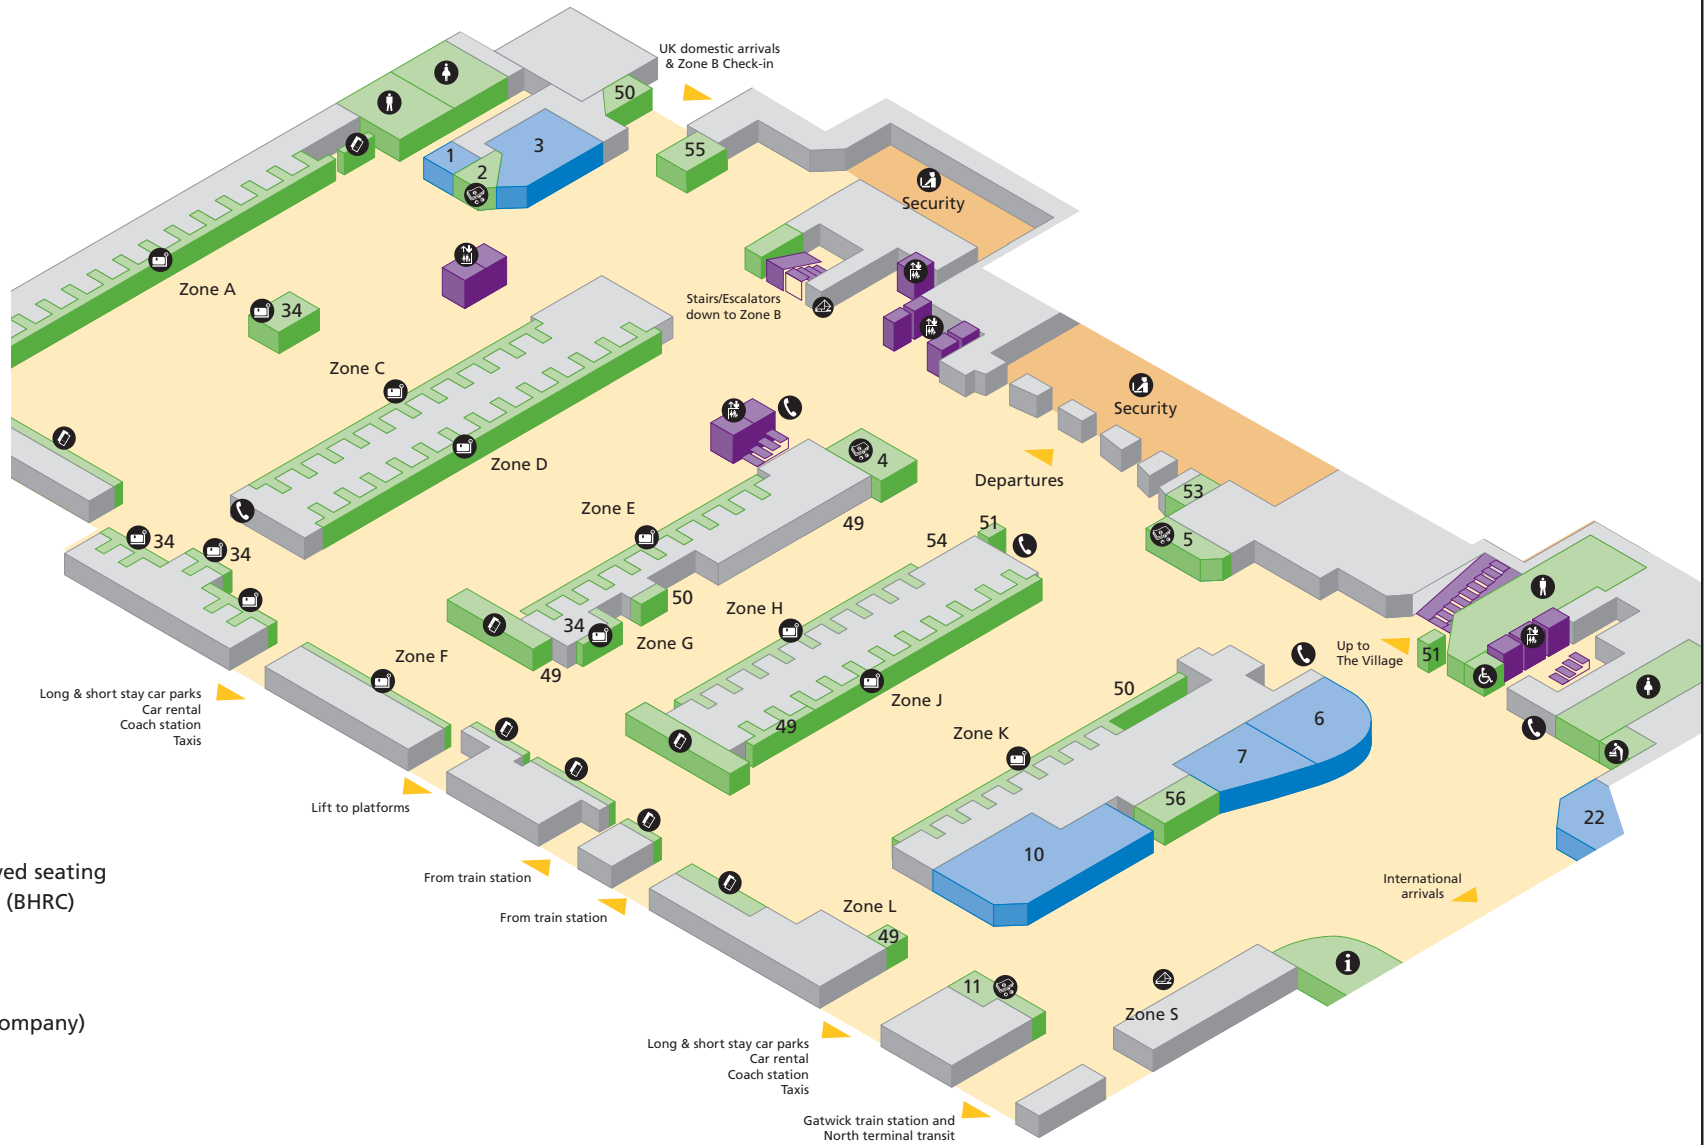 UK domestic arrivals
& Zone B Check-in
50
1
2
3
55
Security
Zone A
34
Stairs/Escalators
down to Zone B
Zone C
Security
Zone D
4
Departures
Zone E
49
53
34
34
51
54
5
50
Zone H
34
Zone G
Zone F
49
Up to
The Village
51
Long & short stay car parks
Car rental
Coach station
Taxis
50
Zone J
49
Zone K
6
7
Lift to platforms
56
22
10
ved seating
(BHRC)
From train station
International
arrivals
From train station
Zone L
49
11
Zone S
ompany)
Long & short stay car parks
Car rental
Coach station
Taxis
Gatwick train station and
North terminal transit